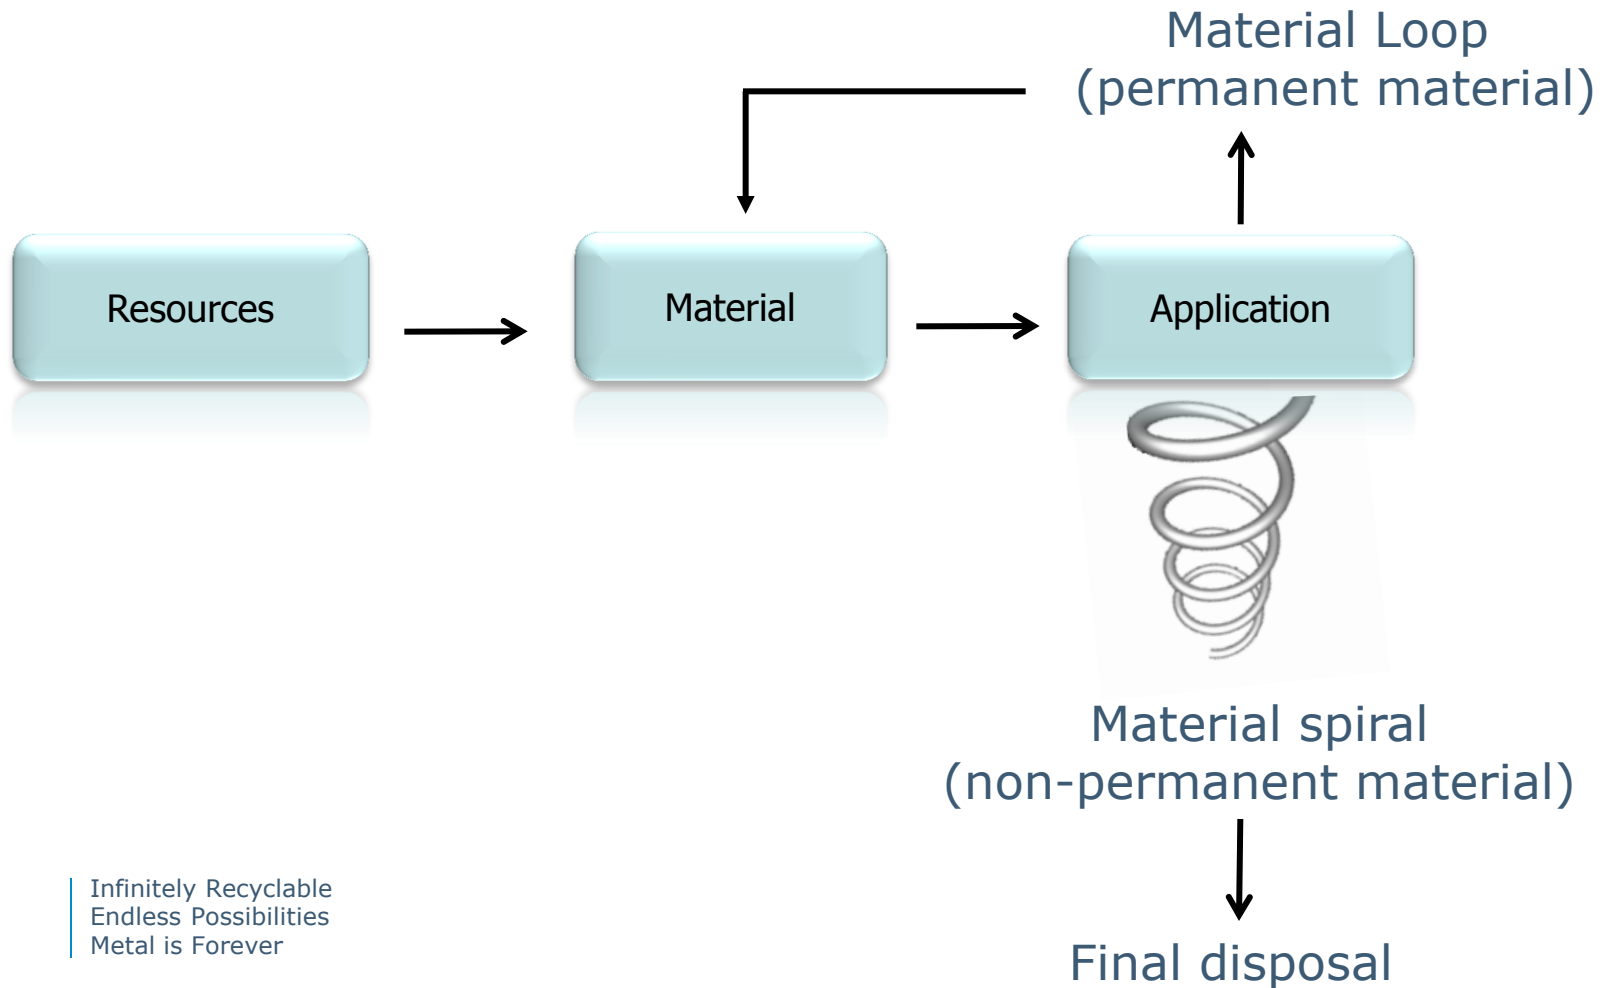 Material Loop
(permanent material)
Resources
Material
Application
Material spiral
(non-permanent material)
Infinitely Recyclable
Endless Possibilities
Metal is Forever
Final disposal